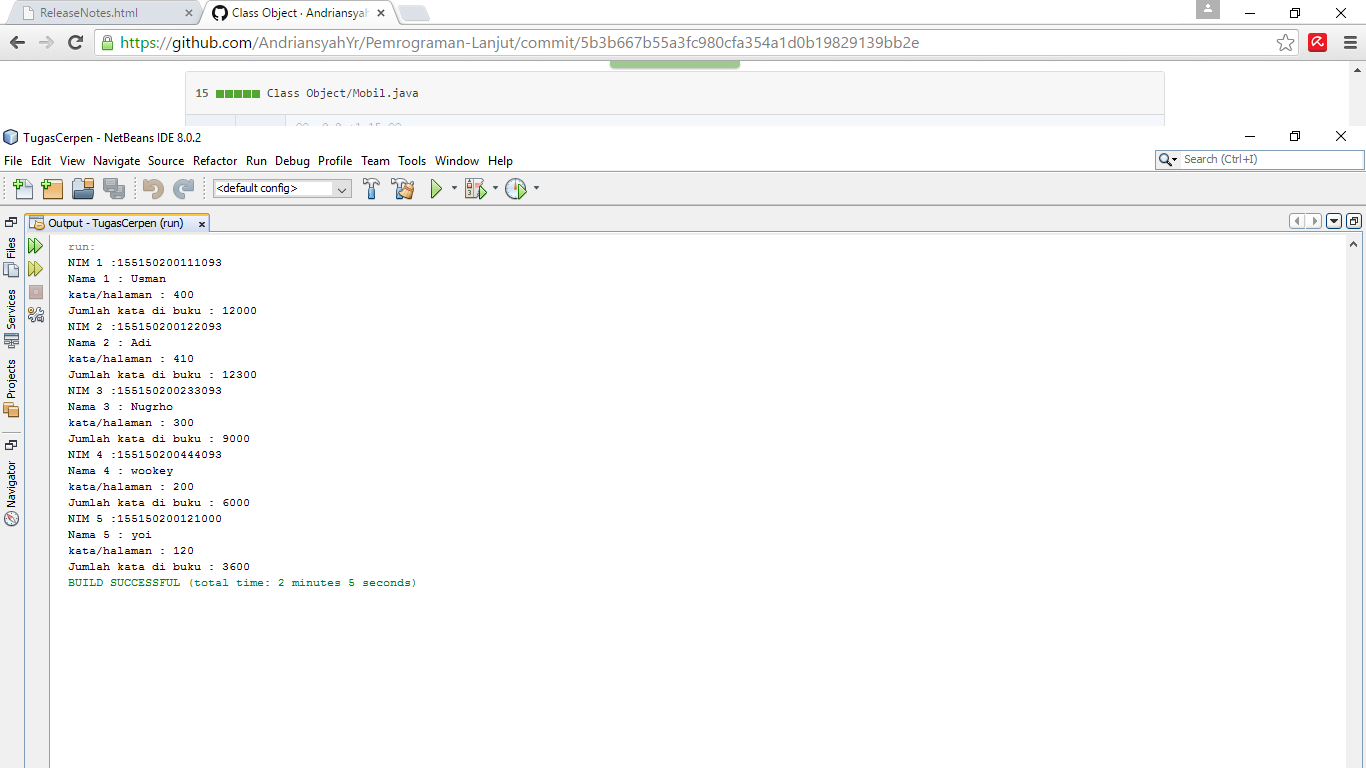 ReleaseNotes.html
Class Object · Andriansyah
https://github.com/AndriansyahYr/Pemrograman-Lanjut/commit/5b3b667b55a3fc980cfa354a1d0b19829139bb2e
15 Class Object/Mobil.java
TugasCerpen - NetBeans IDE 8.0.2
File Edit View Navigate Source Refactor Run Debug Profile Team Tools Window Help
Search (Ctrl+I)
<default config>
Output - TugasCerpen (run)
Files
Services
Projects
Navigator
run:
NIM 1 :155150200111093
Nama 1 : Usman
kata/halaman : 400
Jumlah kata di buku : 12000
NIM 2 :155150200122093
Nama 2 : Adi
kata/halaman : 410
Jumlah kata di buku : 12300
NIM 3 :155150200233093
Nama 3 : Nugrho
kata/halaman : 300
Jumlah kata di buku : 9000
NIM 4 :155150200444093
Nama 4 : wookey
kata/halaman : 200
Jumlah kata di buku : 6000
NIM 5 :155150200121000
Nama 5 : yoi
kata/halaman : 120
Jumlah kata di buku : 3600
BUILD SUCCESSFUL (total time: 2 minutes 5 seconds)